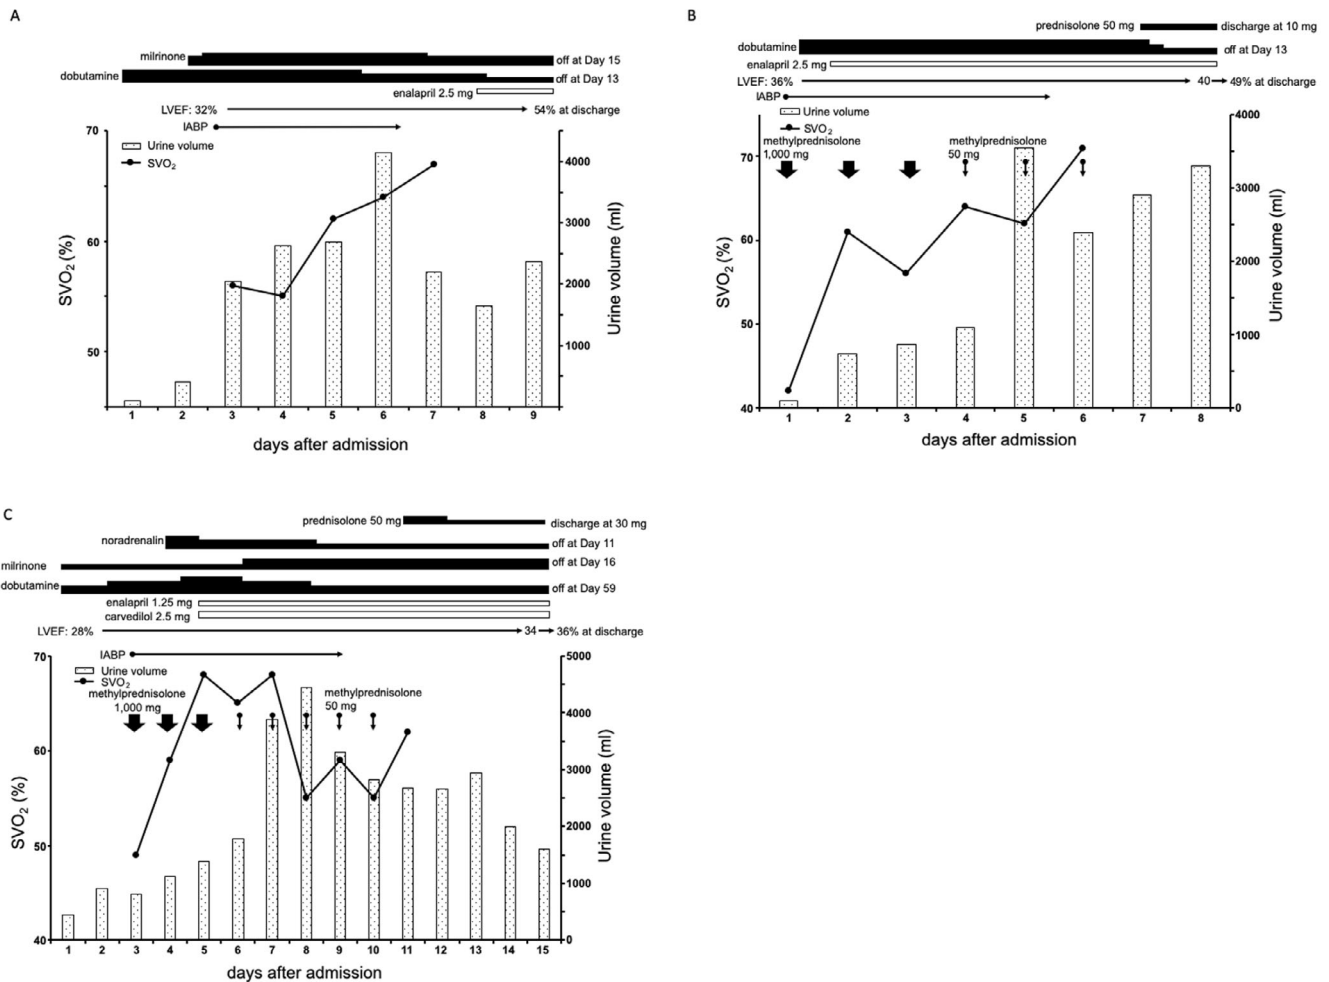 A
milrinone
off at Day 15
dobutamine
off at Day 13
enalapril 2.5 mg
LVEF: 32%
54% at discharge
IABP
Urine volume
SVO2
70
60
50
SVO2 (%)
4000
3000
2000
1000
Urine volume (ml)
1 2 3 4 5 6 7 8 9
days after admission
B
prednisolone 50 mg
discharge at 10 mg
dobutamine
off at Day 13
enalapril 2.5 mg
LVEF: 36%
40
49% at discharge
IABP
Urine volume
SVO2
methylprednisolone
1,000 mg
methylprednisolone
50 mg
70
60
50
40
SVO2 (%)
4000
3000
2000
1000
0
Urine volume (ml)
1 2 3 4 5 6 7 8
days after admission
C
prednisolone 50 mg
discharge at 30 mg
noradrenalin
off at Day 11
milrinone
off at Day 16
dobutamine
off at Day 59
enalapril 1.25 mg
carvedilol 2.5 mg
LVEF: 28%
34
36% at discharge
IABP
Urine volume
SVO2
methylprednisolone
1,000 mg
methylprednisolone
50 mg
70
60
50
40
SVO2 (%)
5000
4000
3000
2000
1000
0
Urine volume (ml)
1 2 3 4 5 6 7 8 9 10 11 12 13 14 15
days after admission